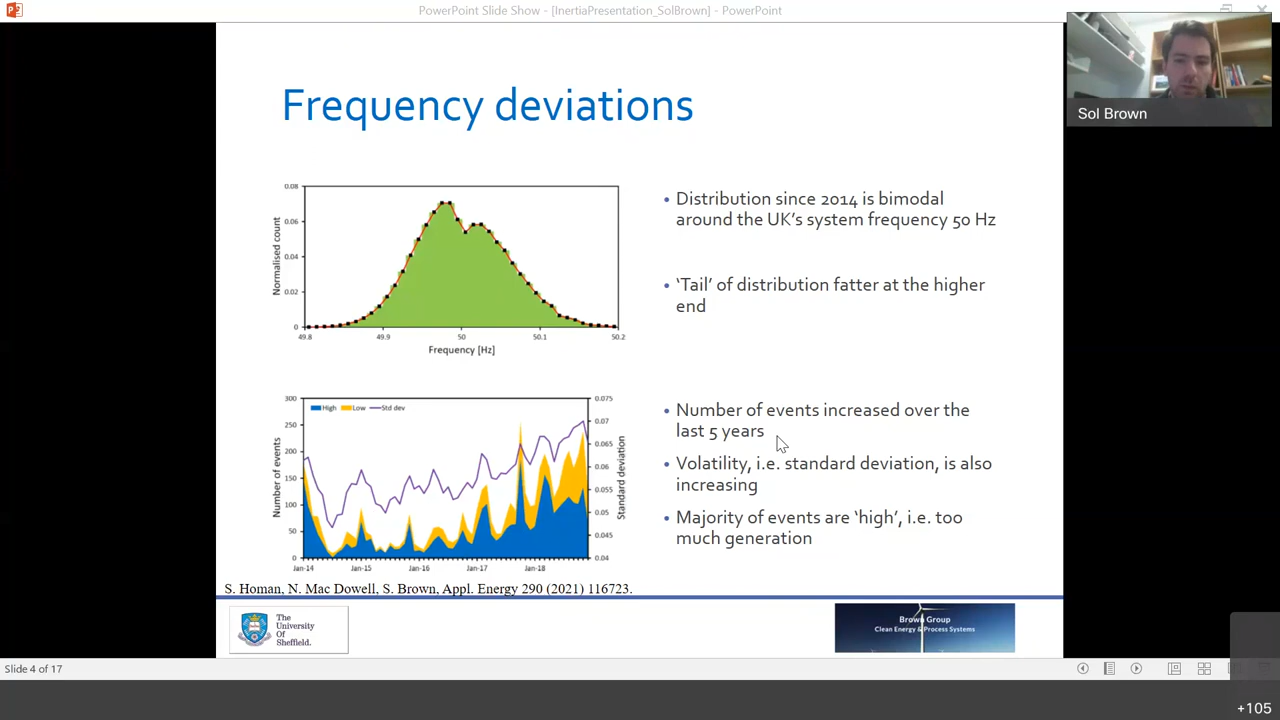 PowerPoint Slide Show - [InertiaPresentation_SolBrown] - PowerPoint
Sol Brown
Frequency deviations
0.08
0.06
0.04
0.02
0
Normalised count
49.8 49.9 50 50.1 50.2
Frequency [Hz]
• Distribution since 2014 is bimodal
around the UK's system frequency 50 Hz
• 'Tail' of distribution fatter at the higher
end
300
250
200
150
100
50
0
Number of events
High Low Std dev
0.075
0.07
0.065
0.06
0.055
0.05
0.045
0.04
Standard deviation
Jan-14 Jan-15 Jan-16 Jan-17 Jan-18
• Number of events increased over the
last 5 years
• Volatility, i.e. standard deviation, is also
increasing
• Majority of events are 'high', i.e. too
much generation
S. Homan, N. Mac Dowell, S. Brown, Appl. Energy 290 (2021) 116723.
The
University
Of
Sheffield.
Brown Group
Clean Energy & Process Systems
Slide 4 of 17
+105